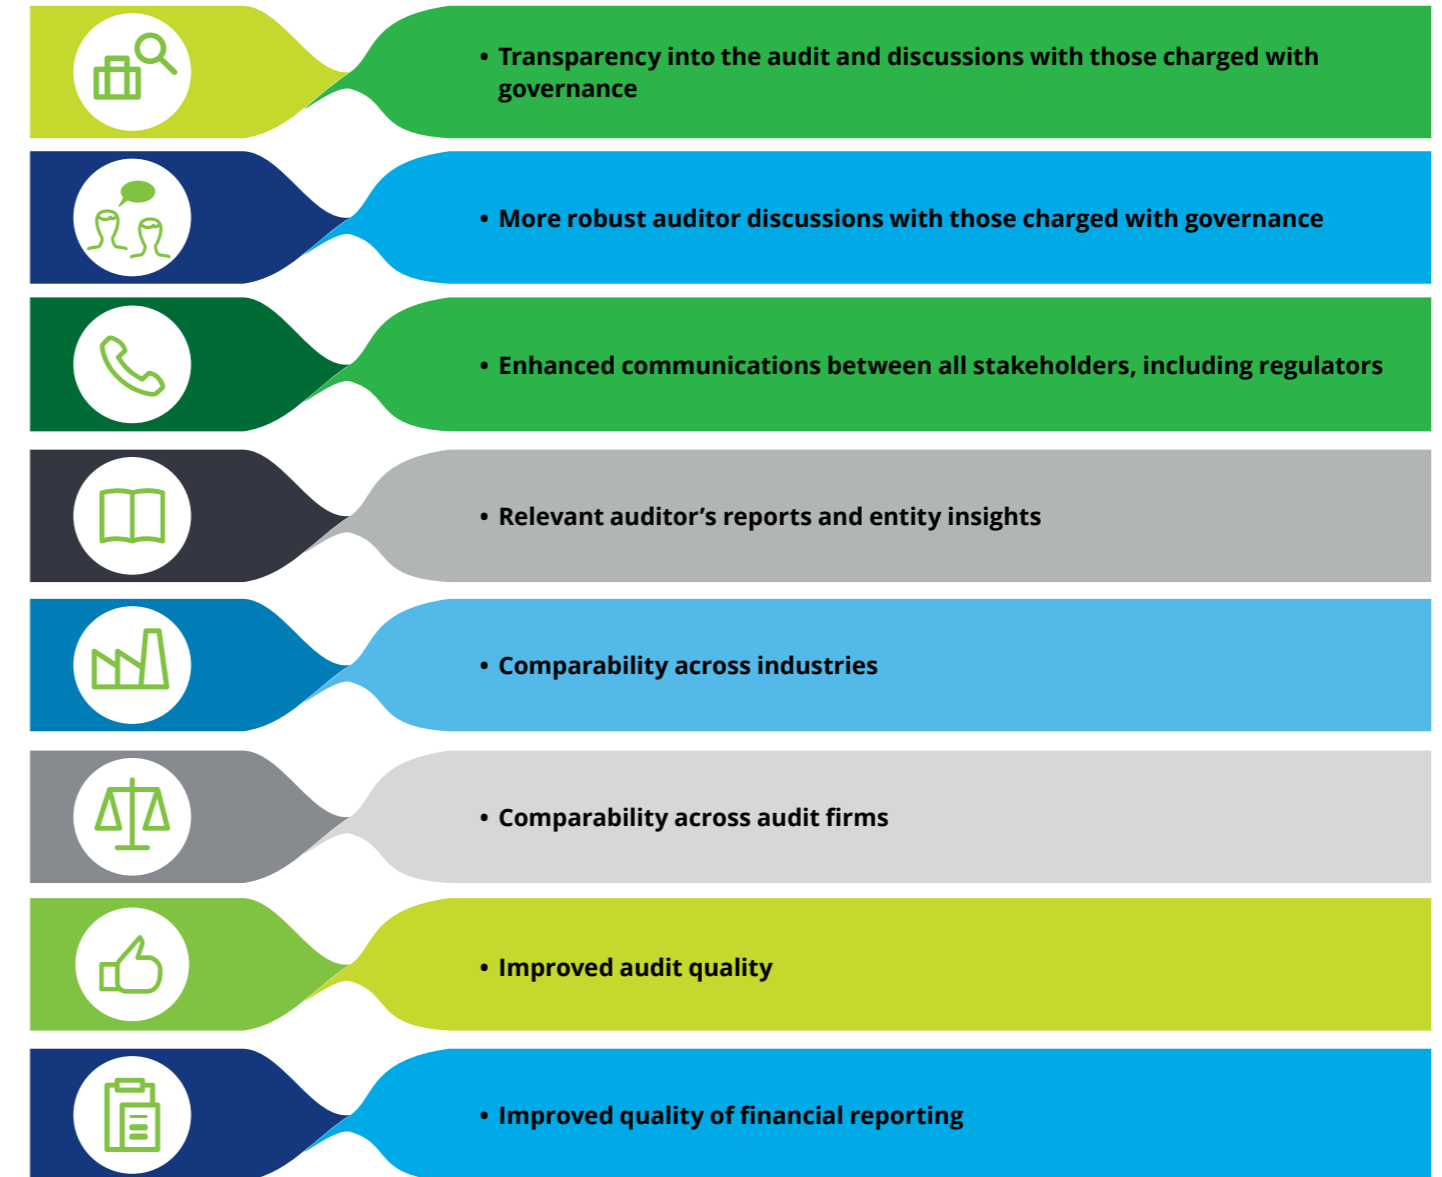 • Transparency into the audit and discussions with those charged with
governance
• More robust auditor discussions with those charged with governance
• Enhanced communications between all stakeholders, including regulators
• Relevant auditor’s reports and entity insights
• Comparability across industries
• Comparability across audit firms
• Improved audit quality
• Improved quality of financial reporting